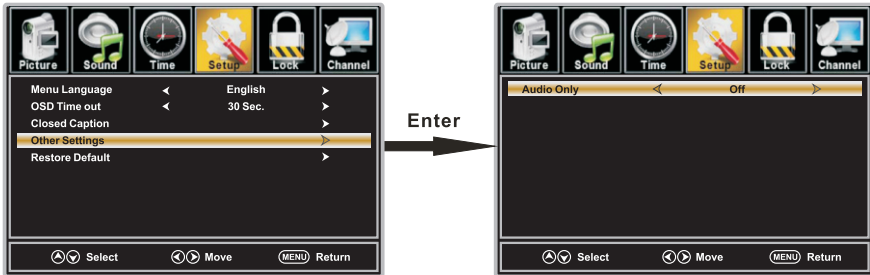 Picture Sound Time Setup Lock Channel
Menu Language English
OSD Time out 30 Sec.
Closed Caption
Other Settings
Restore Default
Select Move MENU Return
Enter
Picture Sound Time Setup Lock Channel
Audio Only Off
Select Move MENU Return